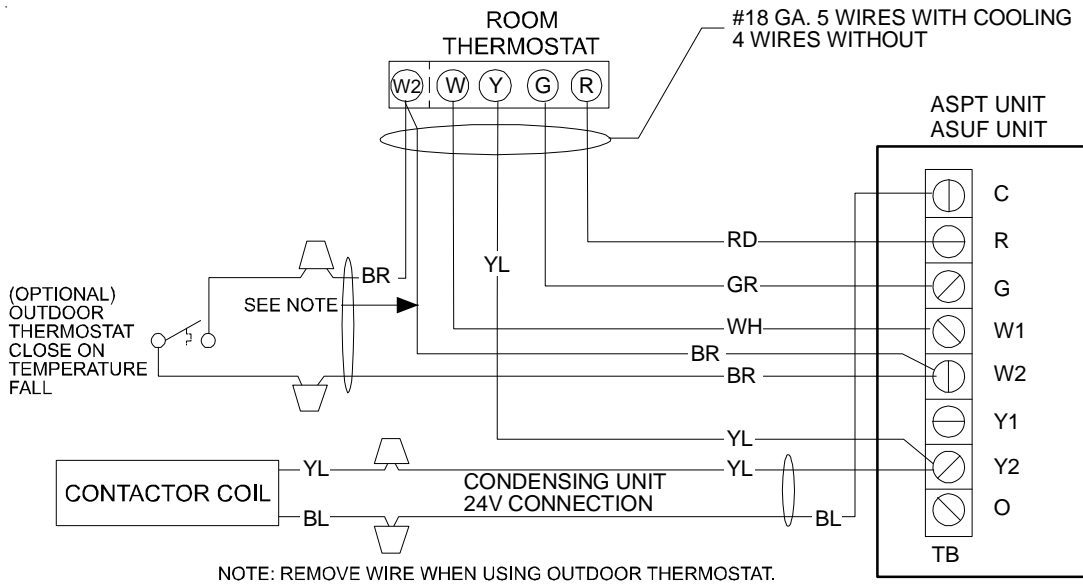 ROOM
THERMOSTAT
#18 GA. 5 WIRES WITH COOLING
4 WIRES WITHOUT
W2 W Y G R
ASPT UNIT
ASUF UNIT
C
R
G
W1
W2
Y1
Y2
O
TB
RD
GR
WH
BR
BR
YL
YL
YL
BR
SEE NOTE
(OPTIONAL)
OUTDOOR
THERMOSTAT
CLOSE ON
TEMPERATURE
FALL
CONTACTOR COIL
YL
BL
CONDENSING UNIT
24V CONNECTION
BL
NOTE: REMOVE WIRE WHEN USING OUTDOOR THERMOSTAT.